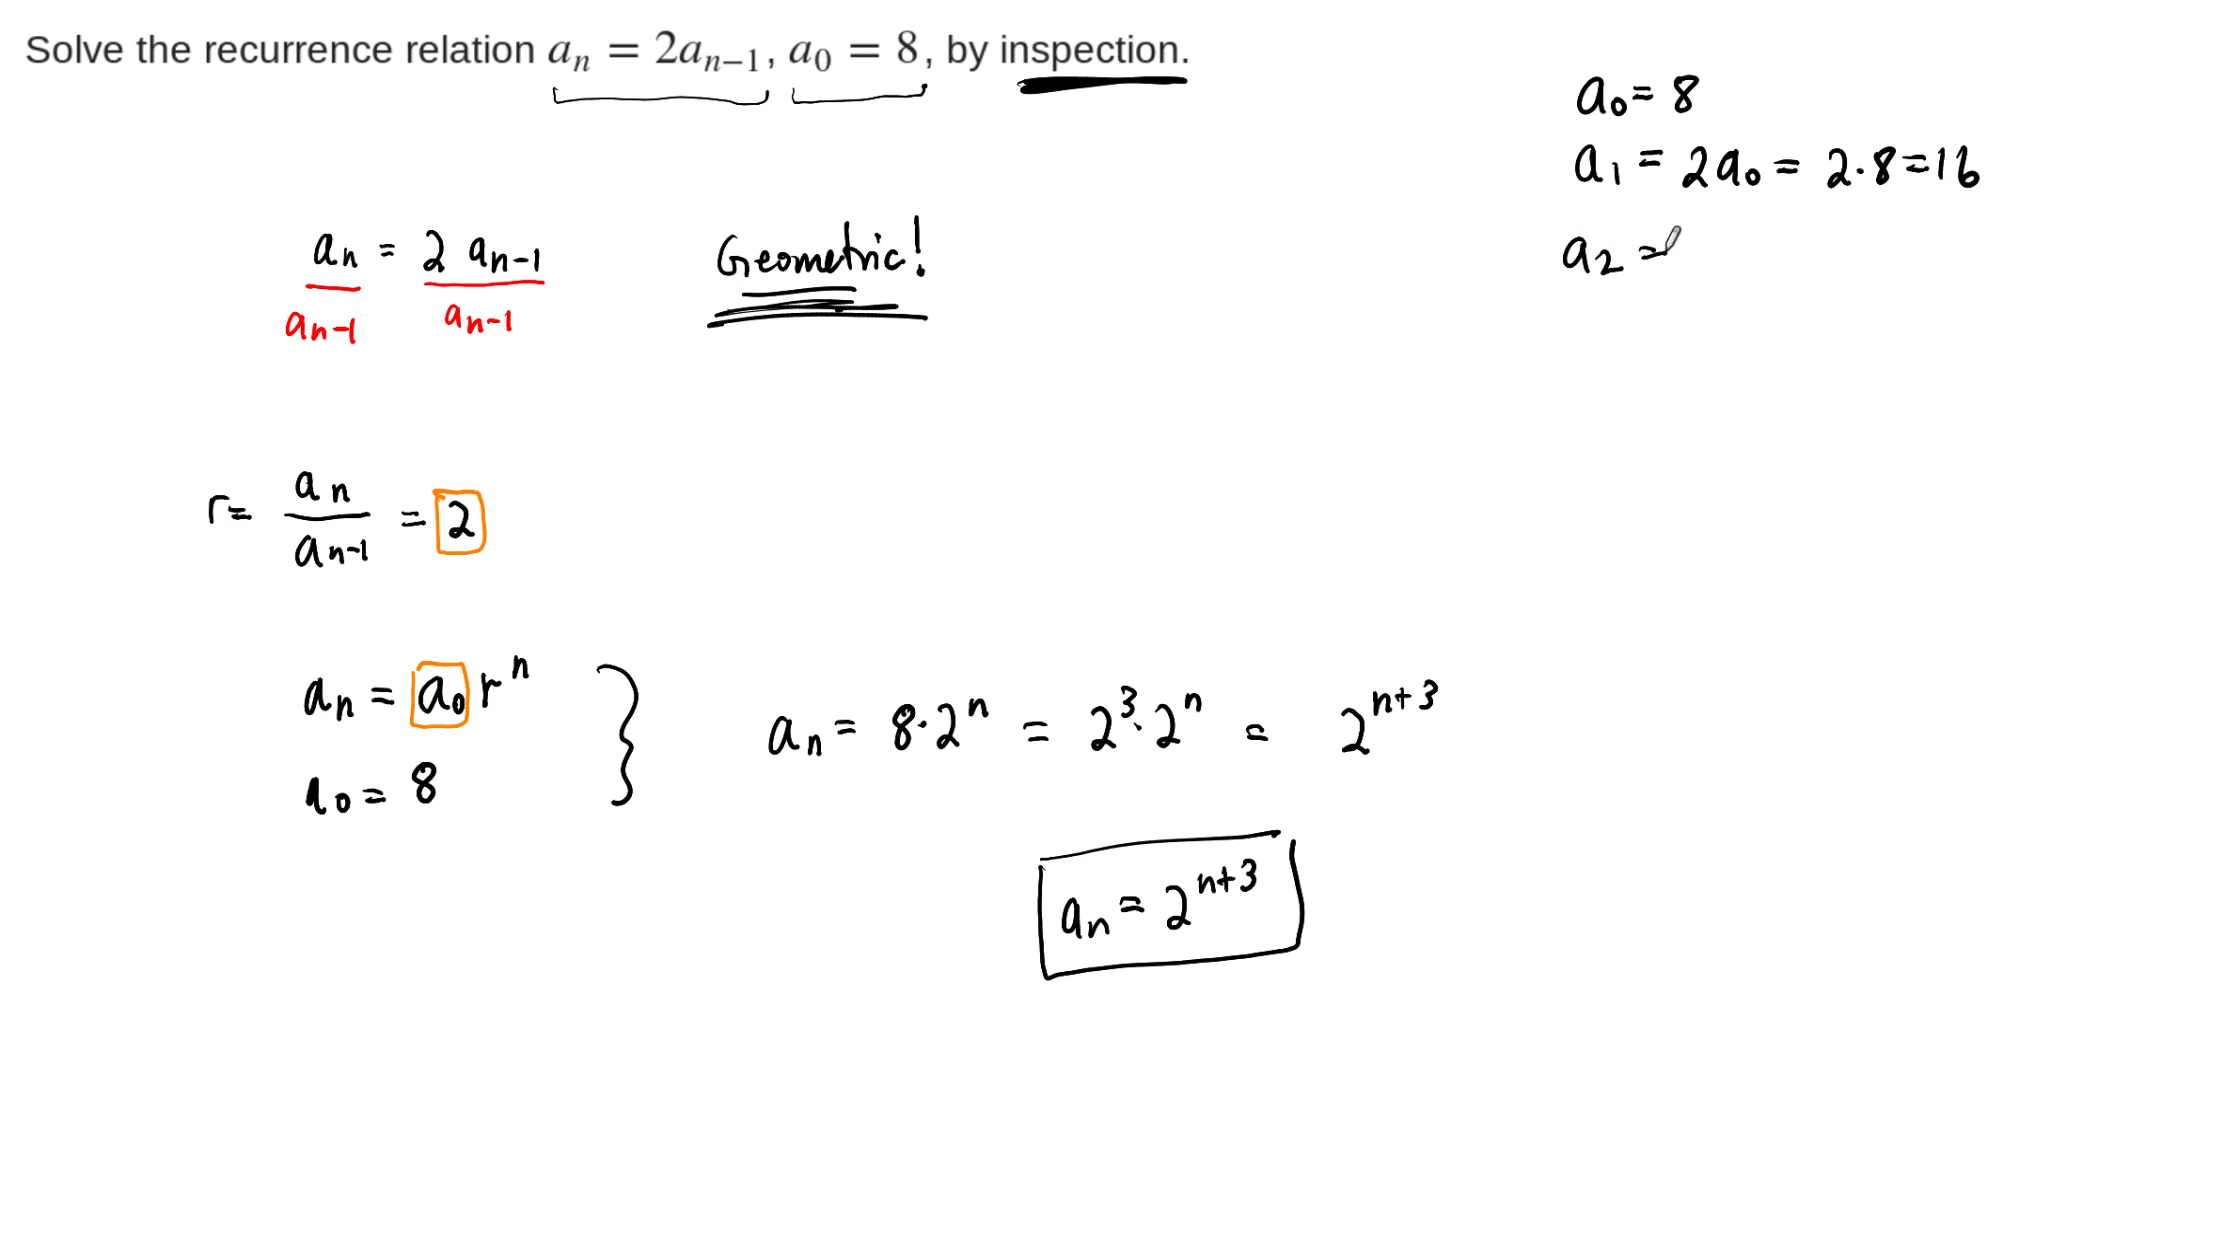 Solve the recurrence relation aₙ = 2aₙ₋₁, a₀ = 8, by inspection.
a₀ = 8
a₁ = 2a₀ = 2·8 = 16
a₂ =
aₙ = 2 aₙ₋₁
aₙ₋₁ aₙ₋₁
Geometric!
r = aₙ / aₙ₋₁ = 2
aₙ = a₀ rⁿ
a₀ = 8
aₙ = 8·2ⁿ = 2³·2ⁿ = 2ⁿ⁺³
aₙ = 2ⁿ⁺³